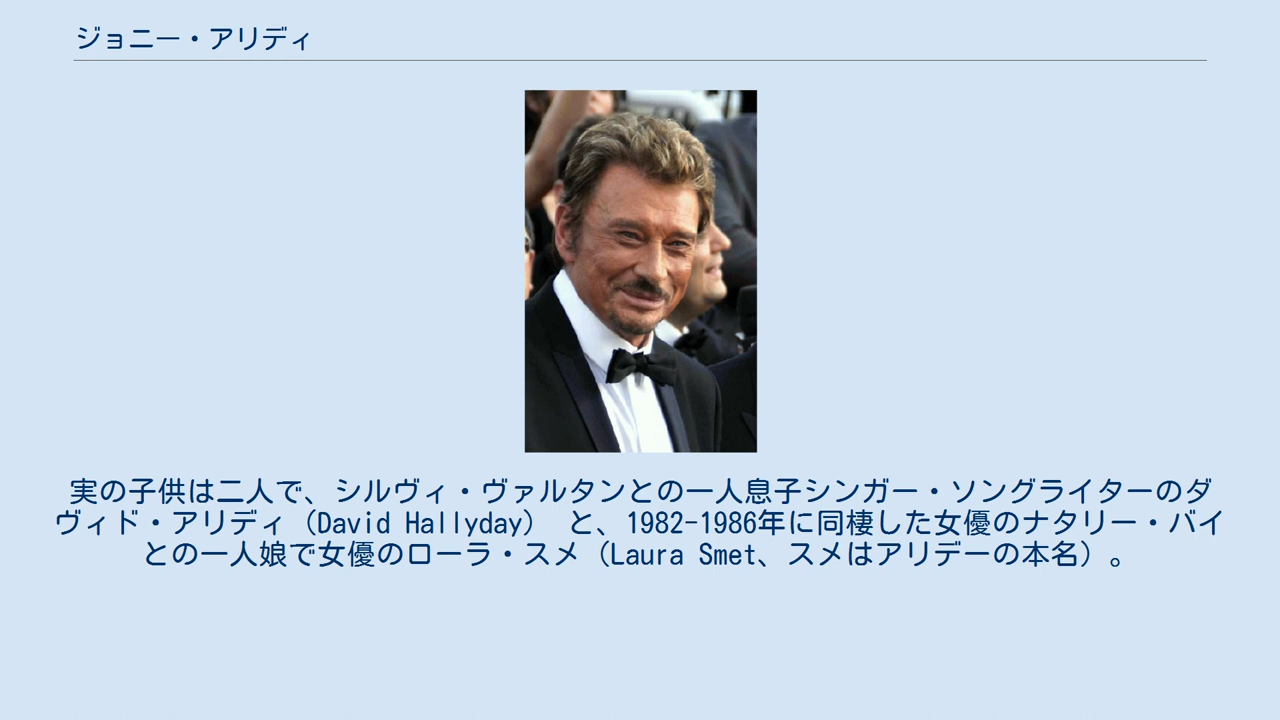 ジョニー・アリディ
実の子供は二人で、シルヴィ・ヴァルタンとの一人息子シンガー・ソングライターのダ
ヴィド・アリディ（David Hallyday） と、1982-1986年に同棲した女優のナタリー・バイ
との一人娘で女優のローラ・スメ（Laura Smet、スメはアリデーの本名）。